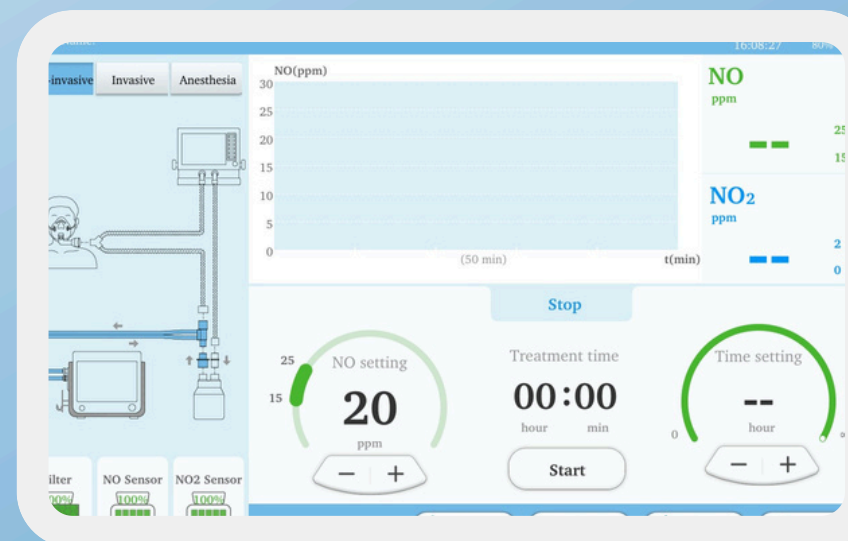 name:
16:08:27 80%
-invasive Invasive Anesthesia
NO(ppm)
30
25
20
15
10
5
0
(50 min) t(min)
NO
ppm
--
25
15
NO2
ppm
--
2
0
Stop
NO setting
25
15
20
ppm
− +
Treatment time
00:00
hour min
Start
Time setting
--
hour
0
− +
ilter NO Sensor NO2 Sensor
100% 100%